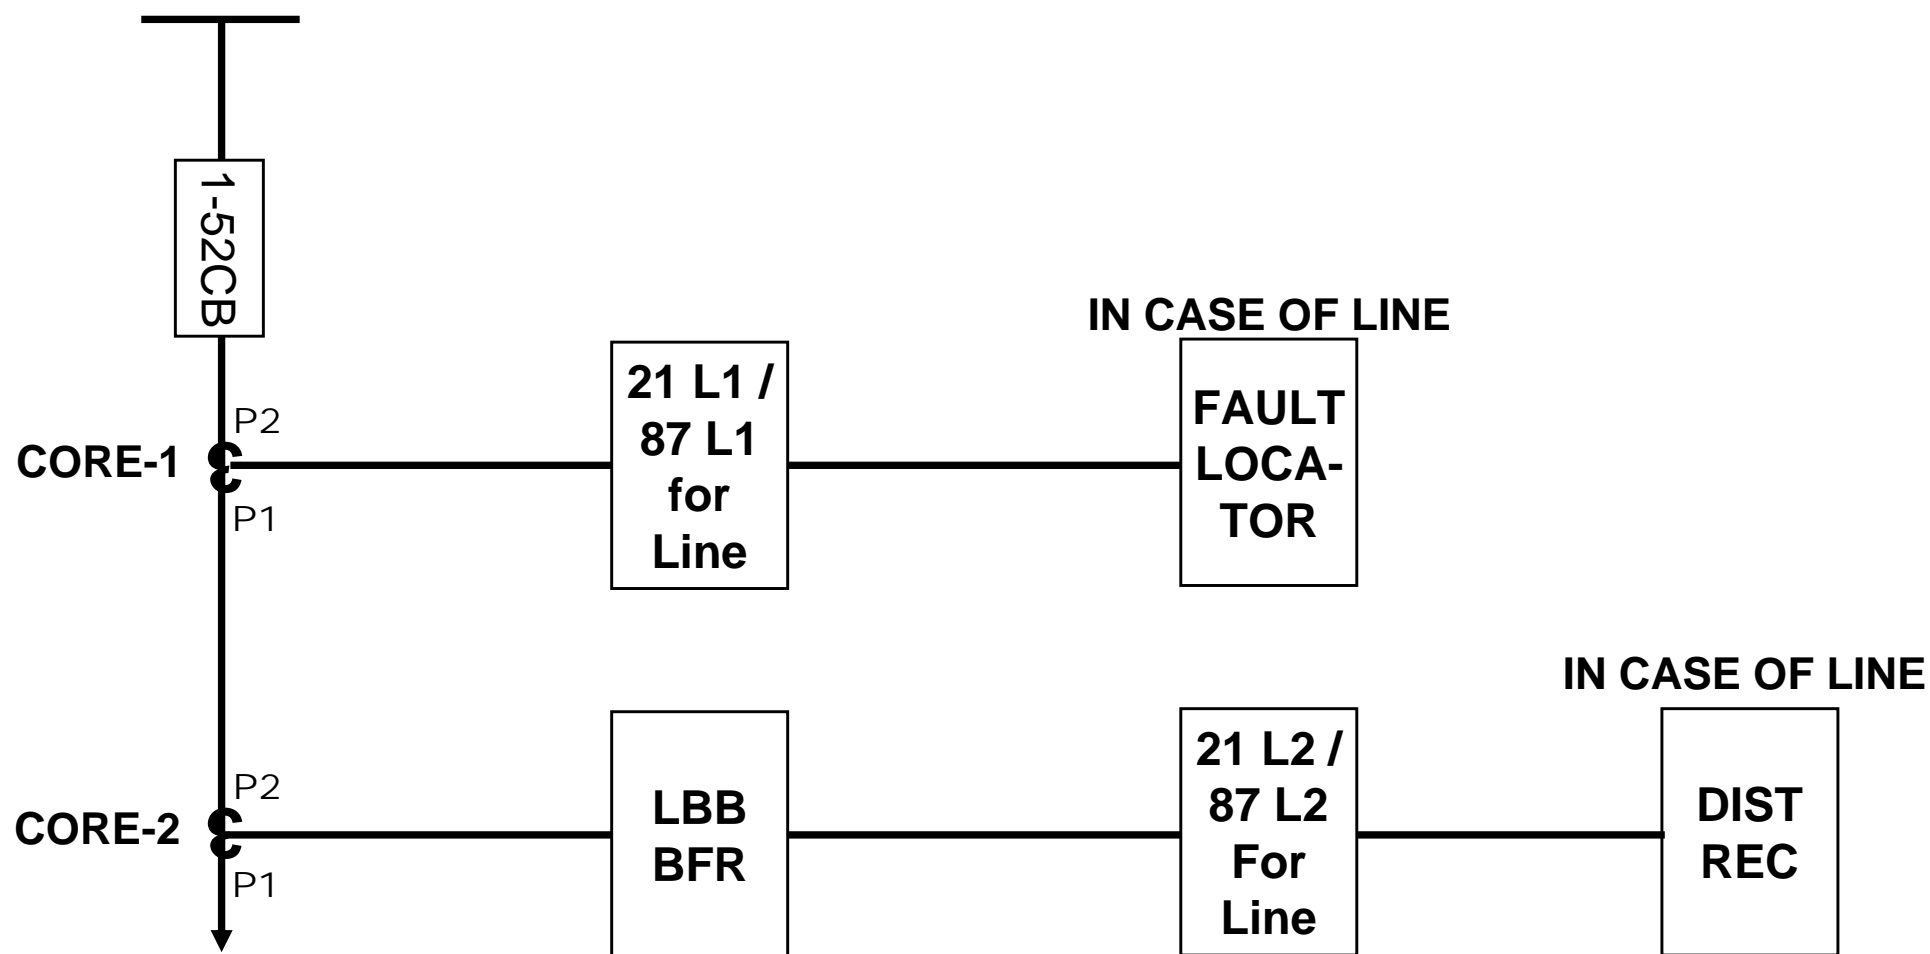 1-52CB
IN CASE OF LINE
P2
CORE-1
P1
21 L1 /
87 L1
for
Line
FAULT
LOCA-
TOR
IN CASE OF LINE
P2
CORE-2
P1
LBB
BFR
21 L2 /
87 L2
For
Line
DIST
REC